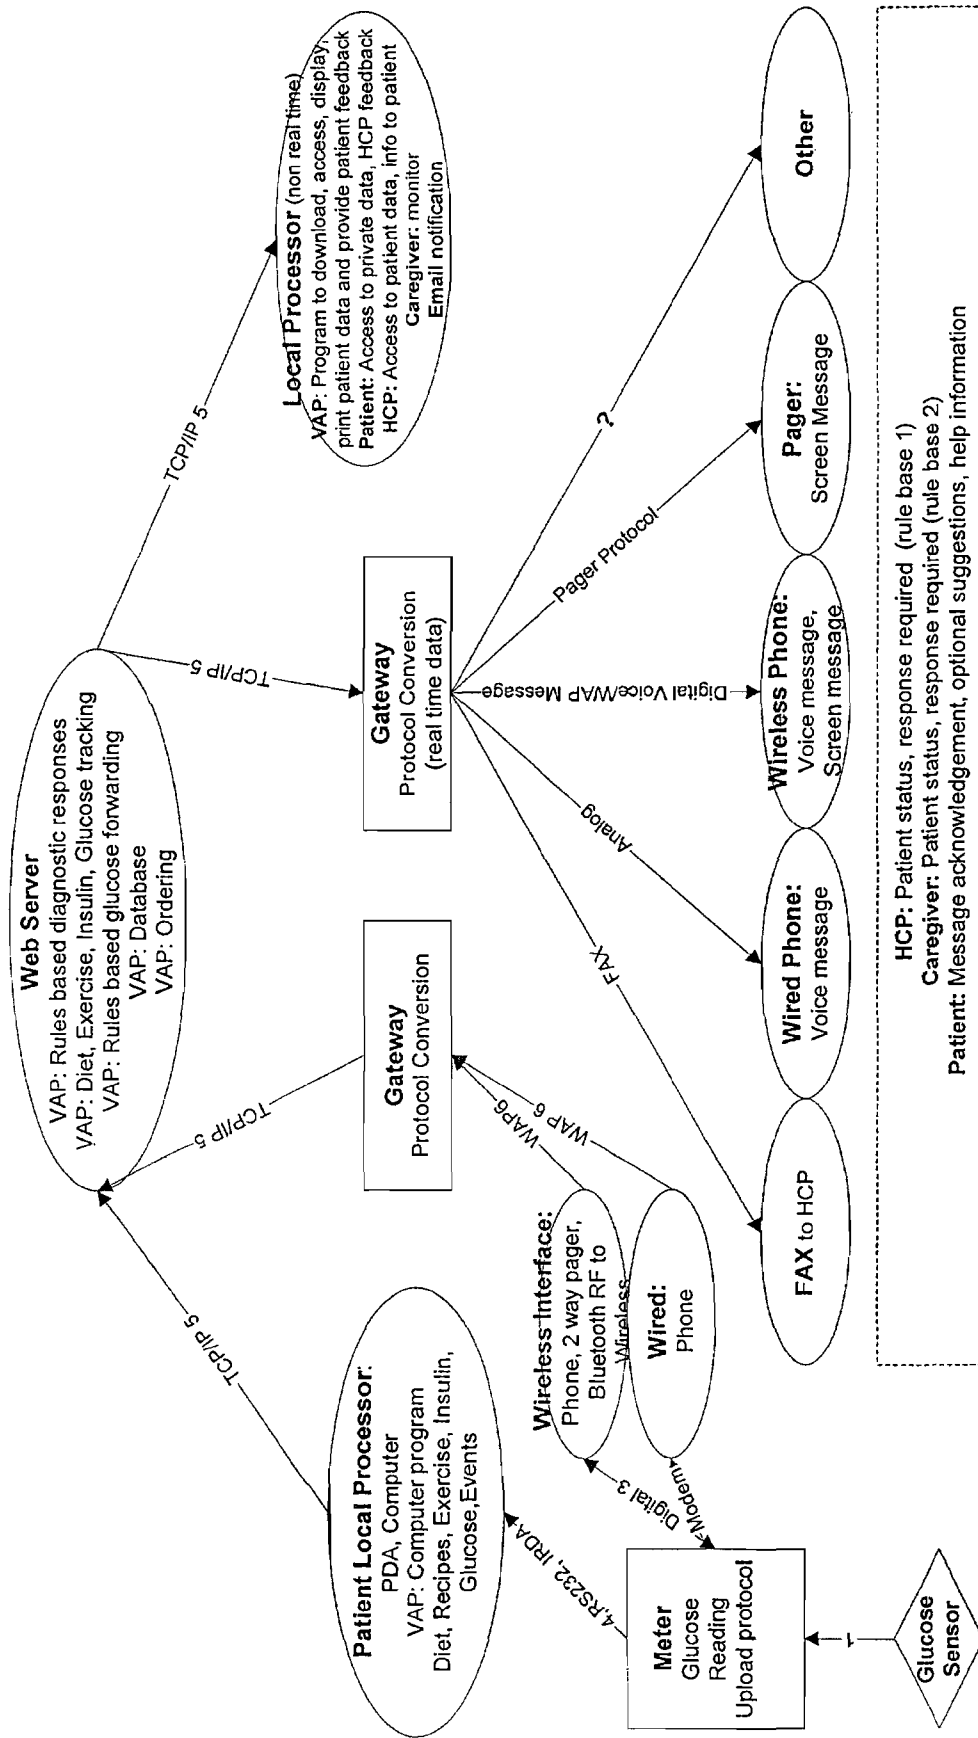 Web Server
VAP: Rules based diagnostic responses
VAP: Diet, Exercise, Insulin, Glucose tracking
VAP: Rules based glucose forwarding
VAP: Database
VAP: Ordering
TCP/IP 5
TCP/IP 5
TCP/IP 5
TCP/IP 5
Patient Local Processor:
PDA, Computer
VAP: Computer program
Diet, Recipes, Exercise, Insulin,
Glucose,Events
Gateway
Protocol Conversion
Gateway
Protocol Conversion
(real time data)
Local Processor (non real time)
VAP: Program to download, access, display,
print patient data and provide patient feedback
Patient: Access to private data, HCP feedback
HCP: Access to patient data, info to patient
Caregiver: monitor
Email notification
4,RS232, IRDA
Digital 3
Modem
WAP6
WAP 6
Wireless Interface:
Phone, 2 way pager,
Bluetooth RF to
Wireless
Wired:
Phone
Meter
Glucose
Reading
Upload protocol
1
Glucose
Sensor
FAX
Analog
Digital Voice/WAP Message
Pager Protocol
?
FAX to HCP
Wired Phone:
Voice message
Wireless Phone:
Voice message,
Screen message
Pager:
Screen Message
Other
HCP: Patient status, response required (rule base 1)
Caregiver: Patient status, response required (rule base 2)
Patient: Message acknowledgement, optional suggestions, help information